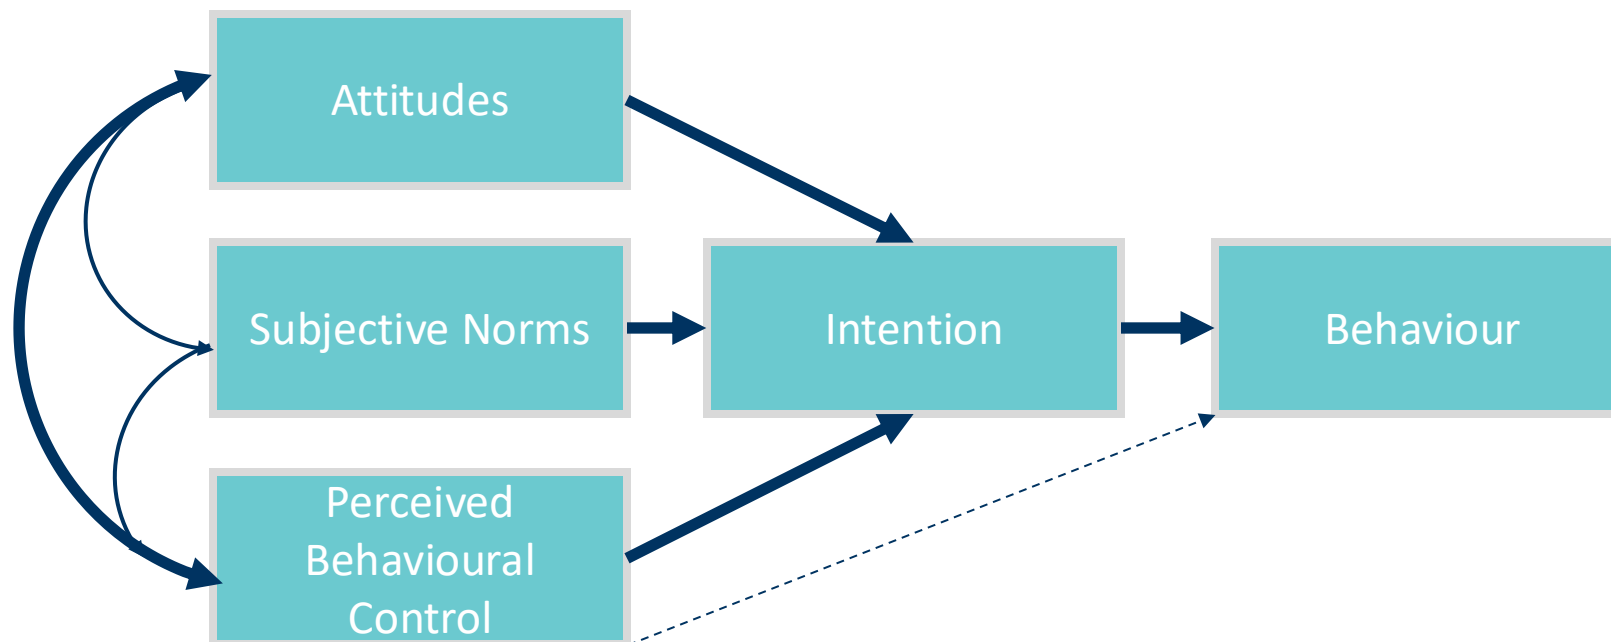 Attitudes
Subjective Norms
Intention
Behaviour
Perceived
Behavioural
Control